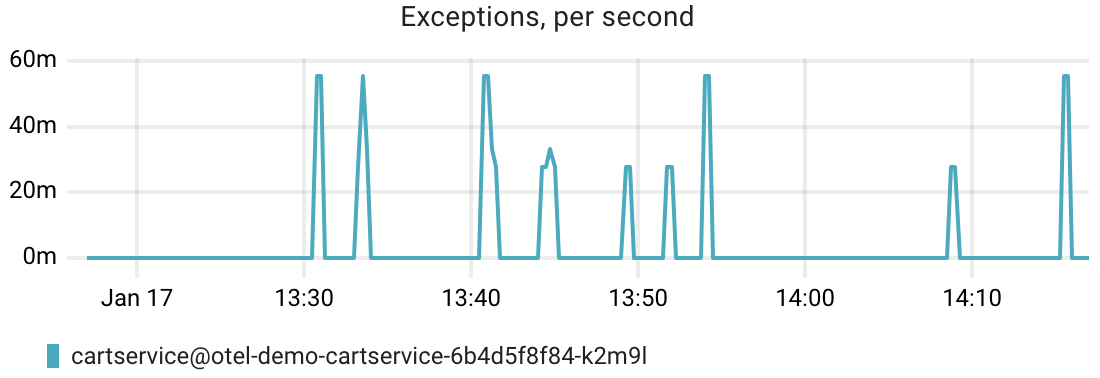 Exceptions, per second
60m
40m
20m
0m
Jan 17 13:30 13:40 13:50 14:00 14:10
cartservice@otel-demo-cartservice-6b4d5f8f84-k2m9l